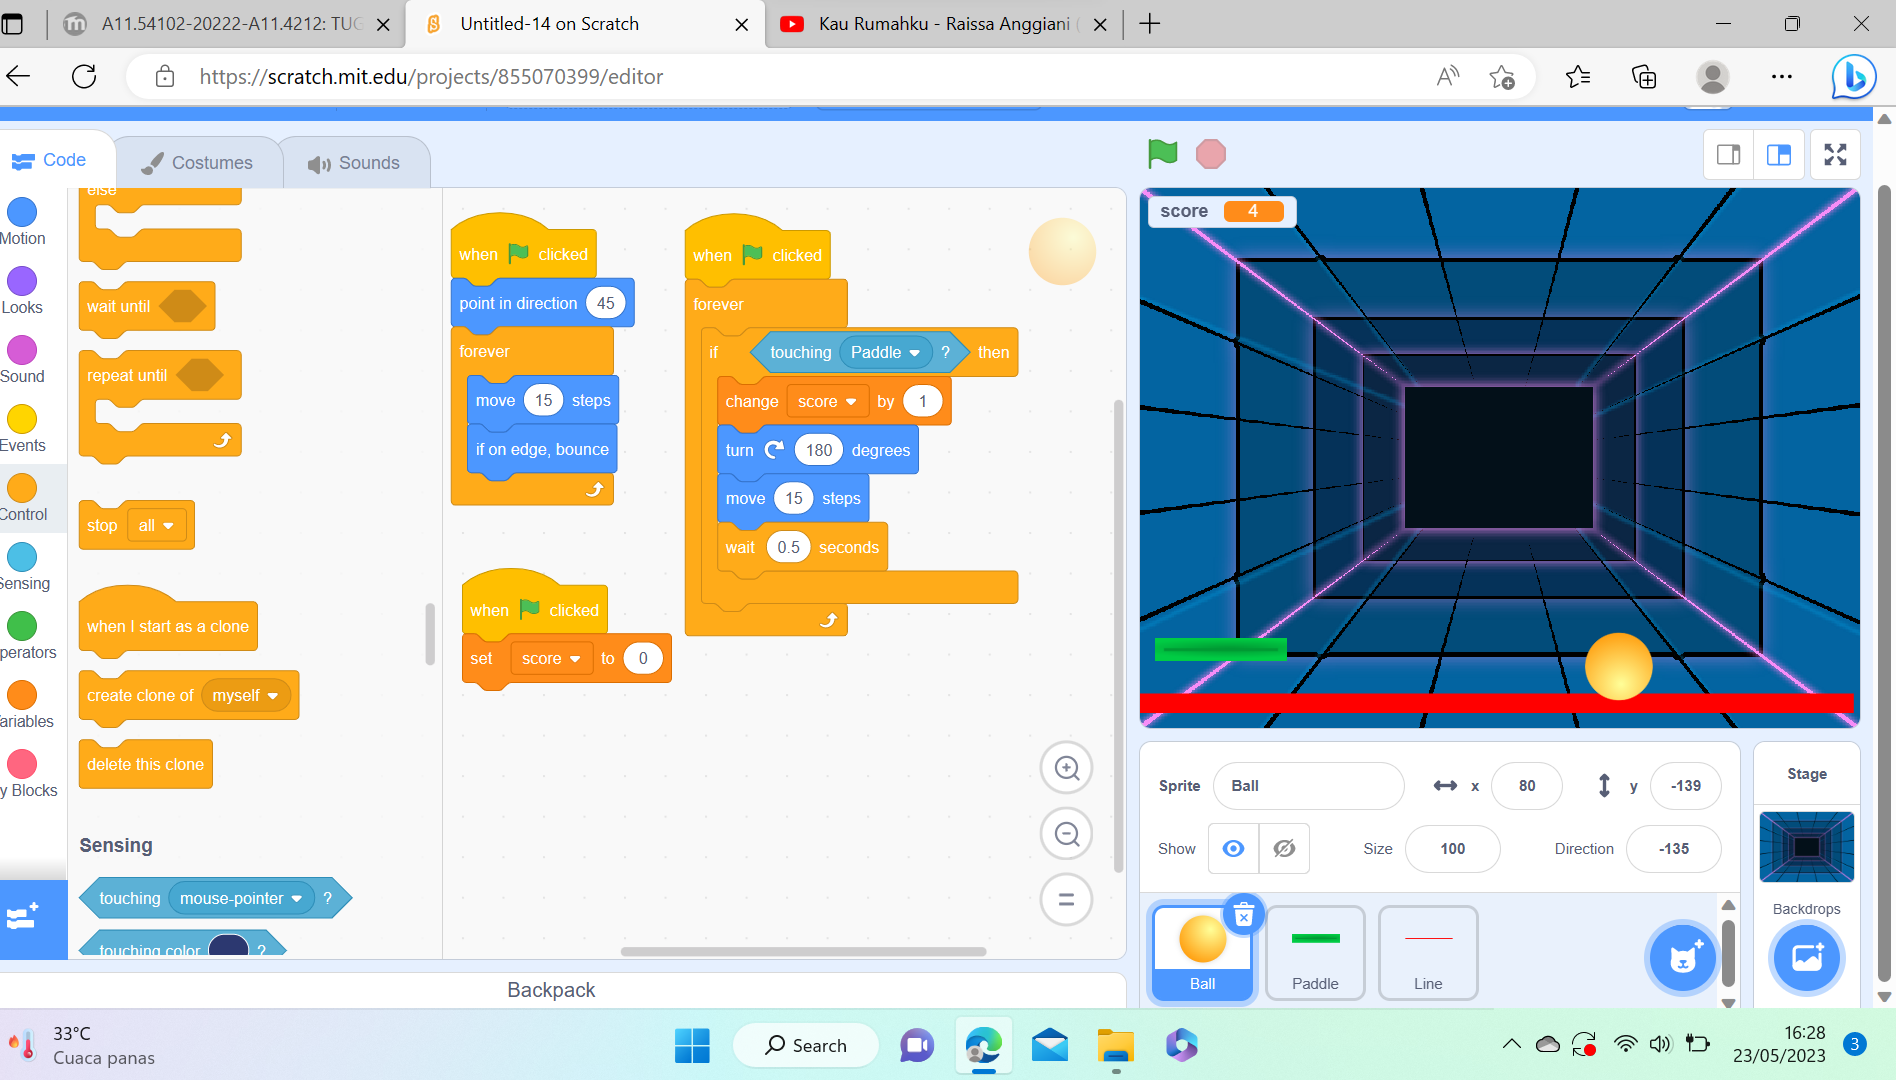 A11.54102-20222-A11.4212: TUG
Untitled-14 on Scratch
Kau Rumahku - Raissa Anggiani (
https://scratch.mit.edu/projects/855070399/editor
Code
Costumes
Sounds
Motion
Looks
Sound
Events
Control
Sensing
perators
ariables
y Blocks
else
wait until
repeat until
stop all
when I start as a clone
create clone of myself
delete this clone
Sensing
touching mouse-pointer ?
touching color ?
when clicked
point in direction 45
forever
move 15 steps
if on edge, bounce
when clicked
set score to 0
when clicked
forever
if touching Paddle ? then
change score by 1
turn 180 degrees
move 15 steps
wait 0.5 seconds
Backpack
score 4
Sprite Ball x 80 y -139
Show Size 100 Direction -135
Ball
Paddle
Line
Stage
Backdrops
33°C
Cuaca panas
Search
16:28
23/05/2023
3